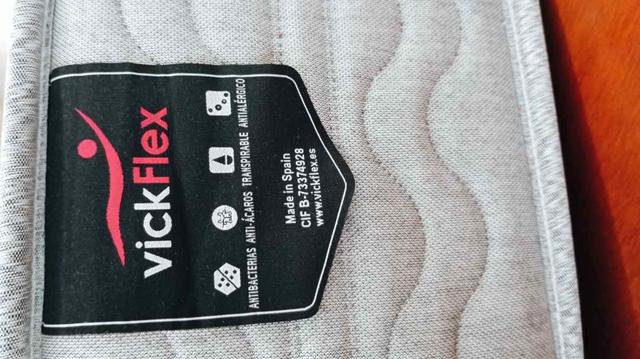 vickFlex
ANTIBACTERIAS ANTI-ÁCAROS TRANSPIRABLE ANTIALÉRGICO
Made in Spain
CIF B-73374928
www.vickflex.es